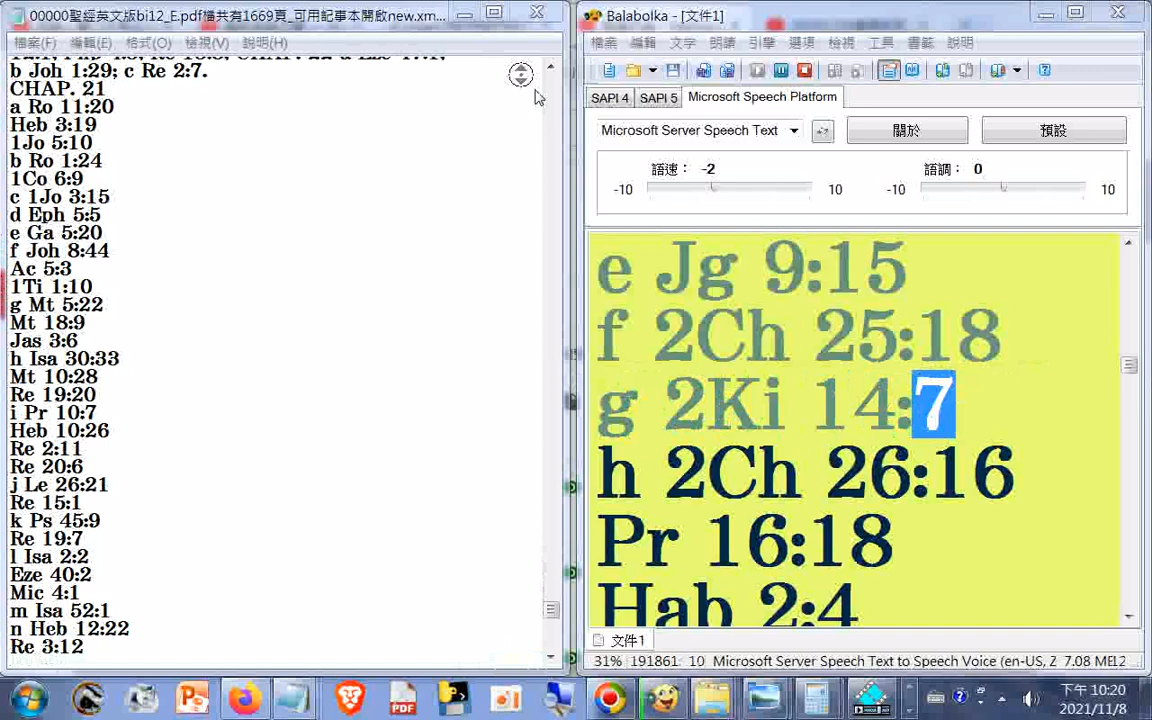 00000聖經英文版bi12_E.pdf檔共有1669頁_可用記事本開啟new.xm...
檔案(F) 編輯(E) 格式(O) 檢視(V) 說明(H)
b Joh 1:29; c Re 2:7.
CHAP. 21
a Ro 11:20
Heb 3:19
1Jo 5:10
b Ro 1:24
1Co 6:9
c 1Jo 3:15
d Eph 5:5
e Ga 5:20
f Joh 8:44
Ac 5:3
1Ti 1:10
g Mt 5:22
Mt 18:9
Jas 3:6
h Isa 30:33
Mt 10:28
Re 19:20
i Pr 10:7
Heb 10:26
Re 2:11
Re 20:6
j Le 26:21
Re 15:1
k Ps 45:9
Re 19:7
l Isa 2:2
Eze 40:2
Mic 4:1
m Isa 52:1
n Heb 12:22
Re 3:12
Balabolka - [文件1]
檔案 編輯 文字 朗讀 引擎 選項 檢視 工具 書籤 說明
SAPI 4 SAPI 5 Microsoft Speech Platform
Microsoft Server Speech Text 關於 預設
語速： -2 語調： 0
-10 10 -10 10
e Jg 9:15
f 2Ch 25:18
g 2Ki 14:7
h 2Ch 26:16
Pr 16:18
Hab 2:4
文件1
31% 191861: 10 Microsoft Server Speech Text to Speech Voice (en-US, Z 7.08 ME12
下午 10:20
2021/11/8